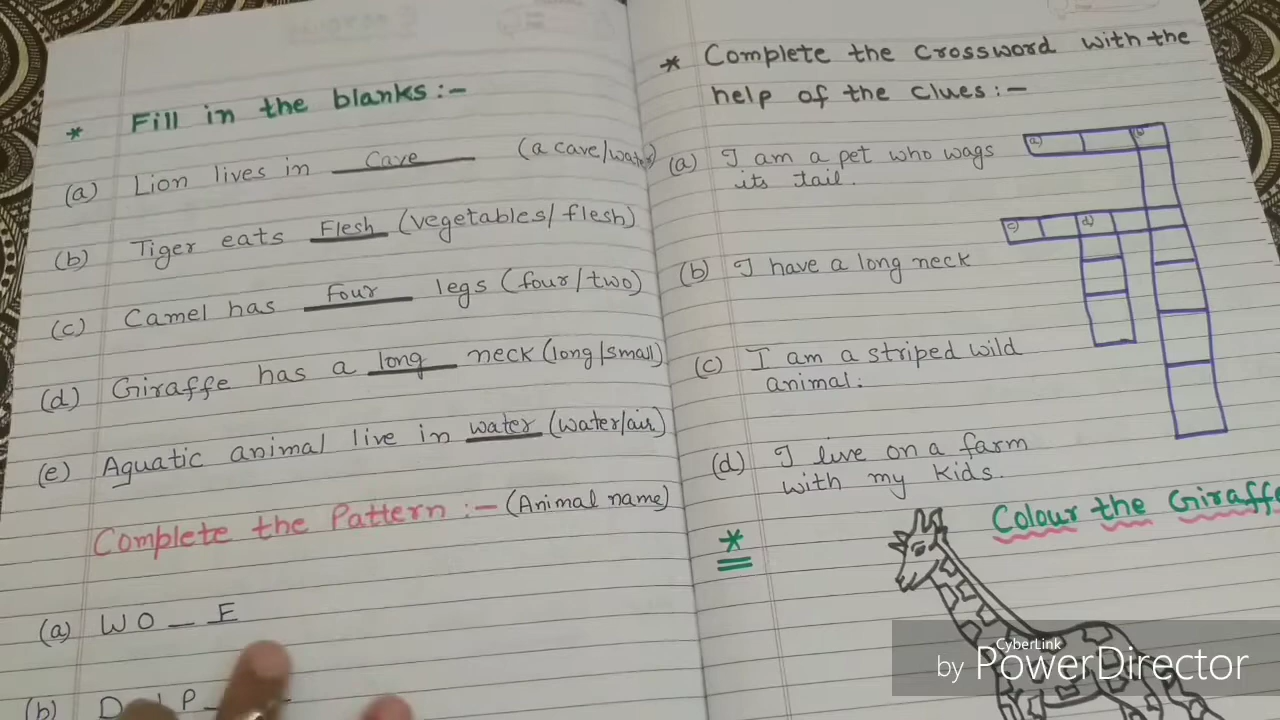 * Fill in the blanks :-
(a) Lion lives in Cave (a cave/water)
(b) Tiger eats Flesh (vegetables/flesh)
(c) Camel has Four legs (four/two)
(d) Giraffe has a long neck (long/small)
(e) Aquatic animal live in water (water/air)
Complete the Pattern :- (Animal name)
(a) W O _ E
(b) D P _
* Complete the Crossword with the
help of the clues :-
(a) I am a pet who wags
its tail.
(b) I have a long neck
(c) I am a striped wild
animal.
(d) I live on a farm
with my kids.
a) b)
c) d)
* Colour the Giraffe
CyberLink
by PowerDirector